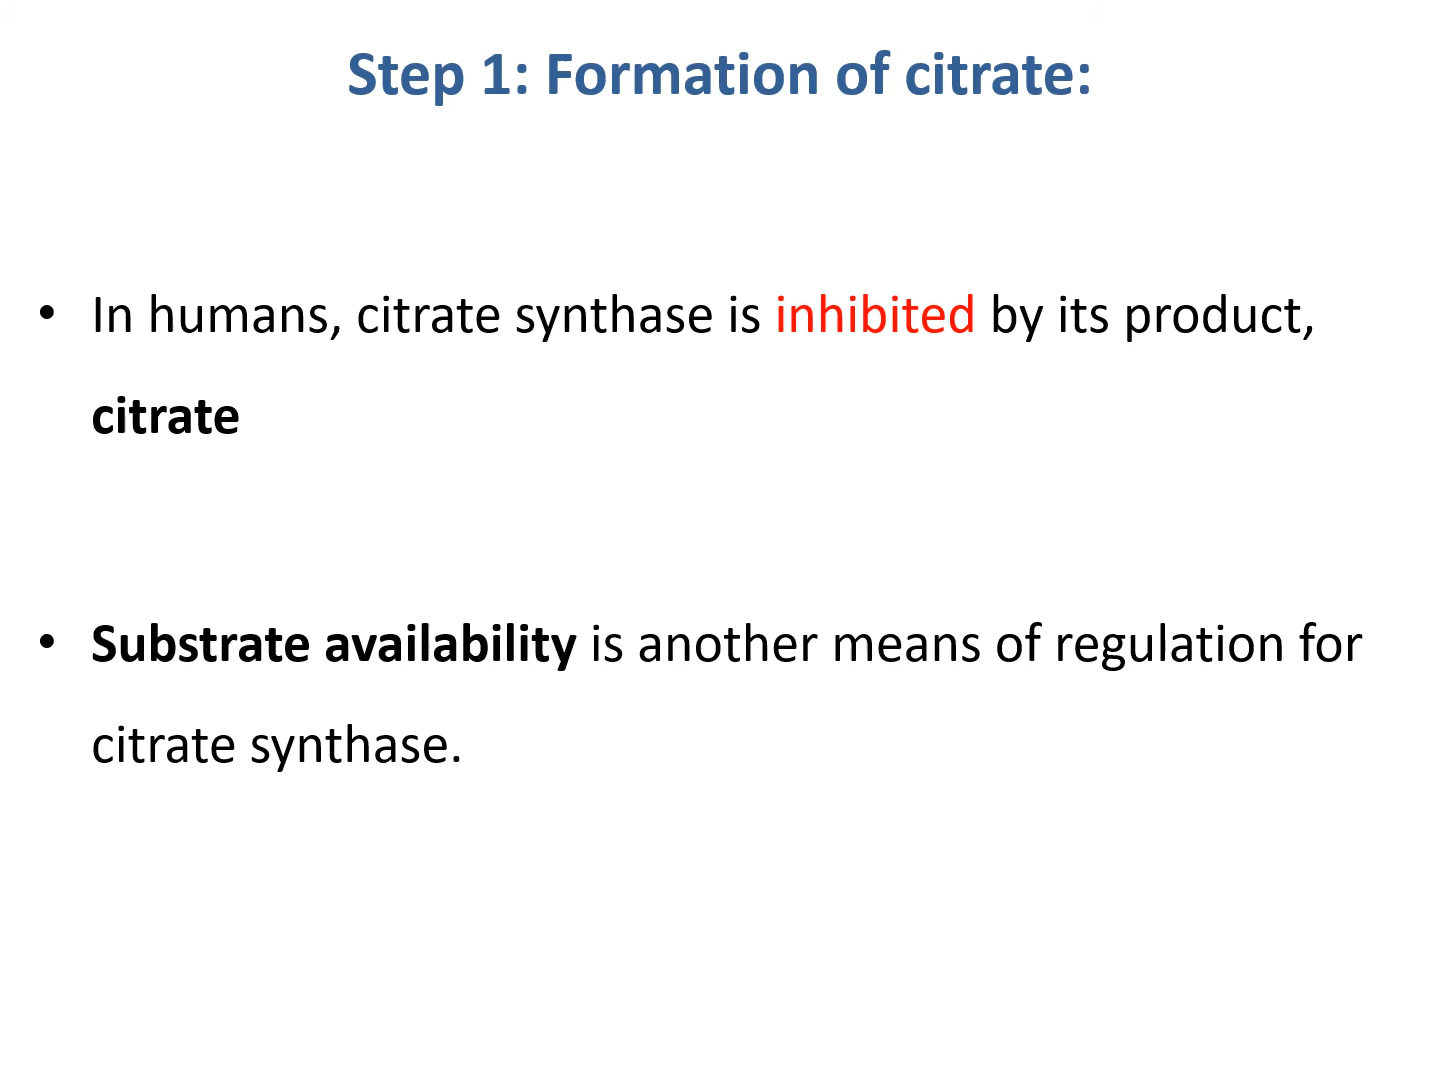 Step 1: Formation of citrate:
• In humans, citrate synthase is inhibited by its product,
citrate
• Substrate availability is another means of regulation for
citrate synthase.